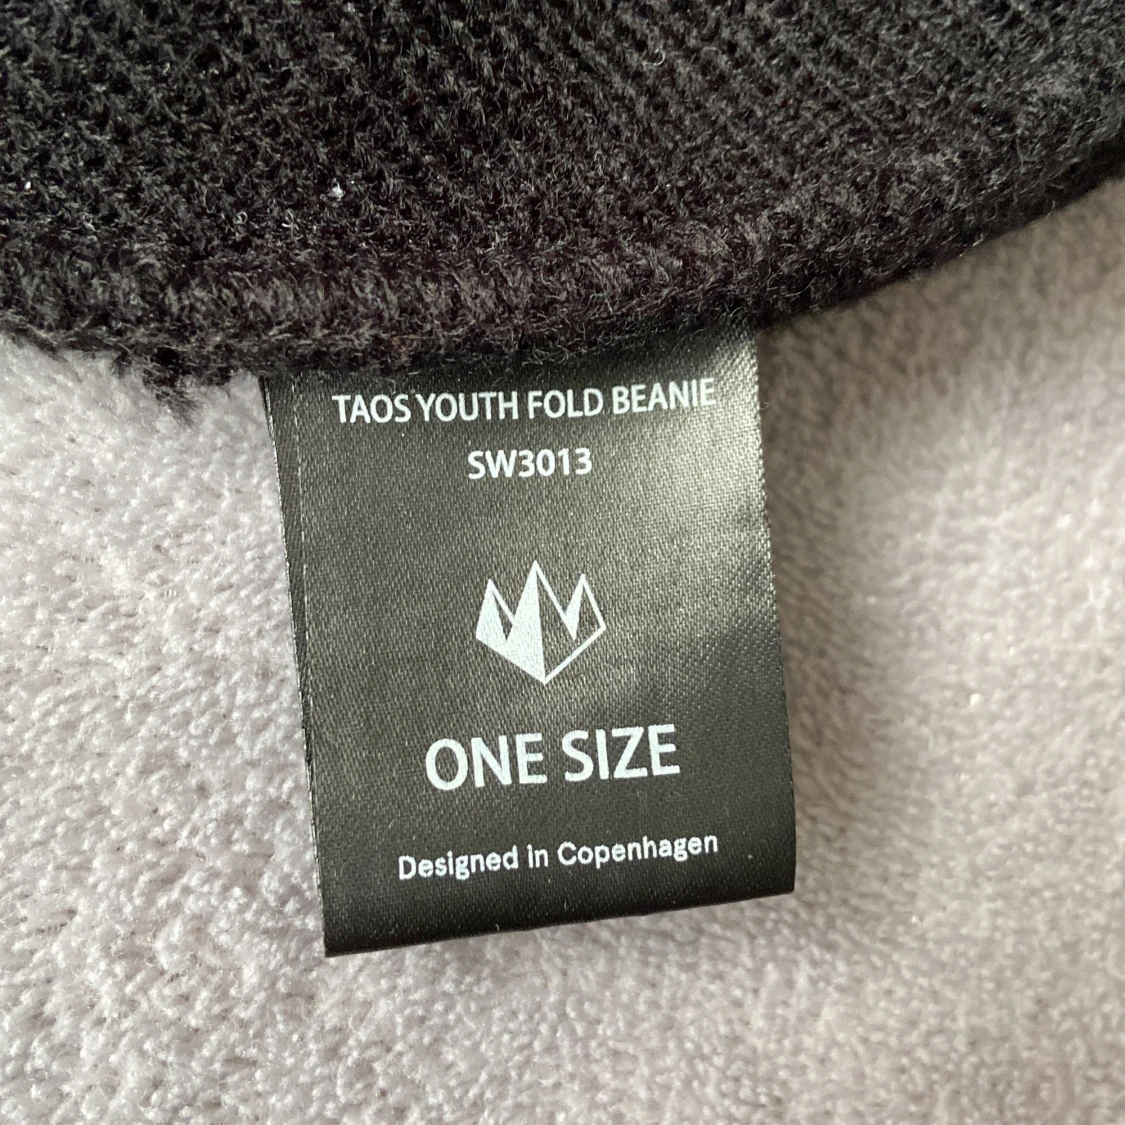 TAOS YOUTH FOLD BEANIE
SW3013
ONE SIZE
Designed in Copenhagen